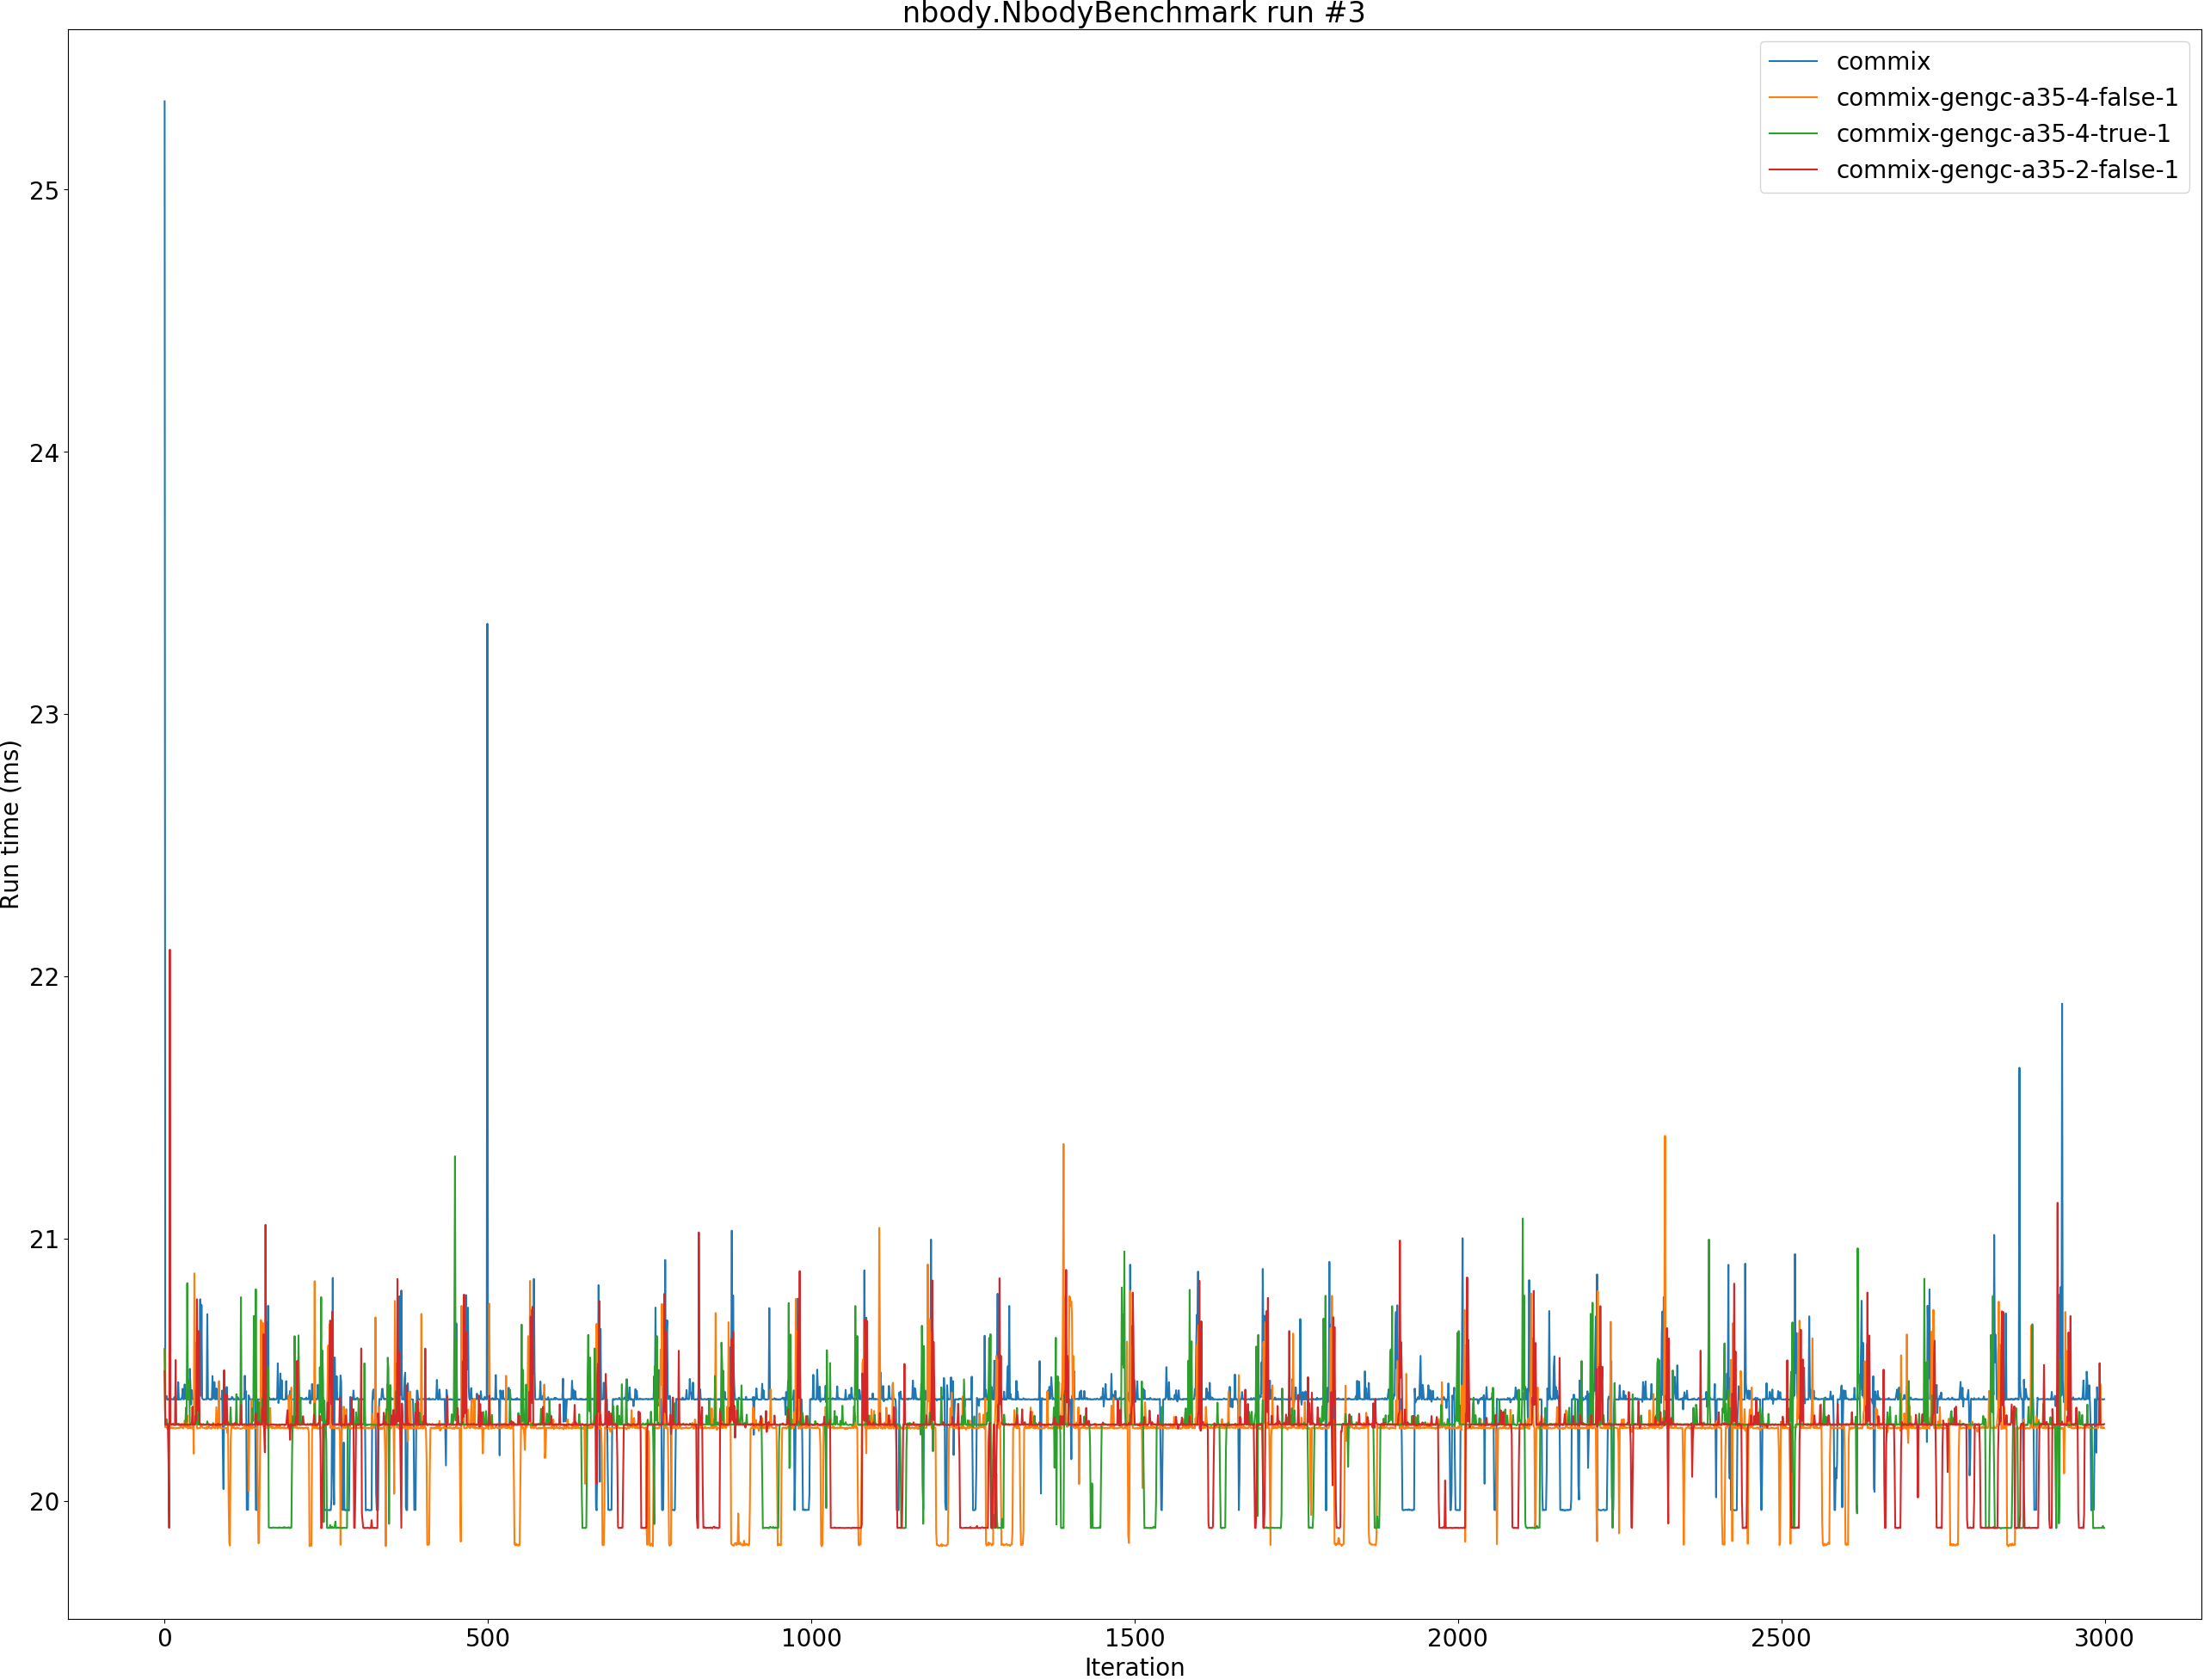 nbody.NbodyBenchmark run #3
commix
commix-gengc-a35-4-false-1
commix-gengc-a35-4-true-1
commix-gengc-a35-2-false-1
25
24
23
22
21
20
Run time (ms)
0 500 1000 1500 2000 2500 3000
Iteration